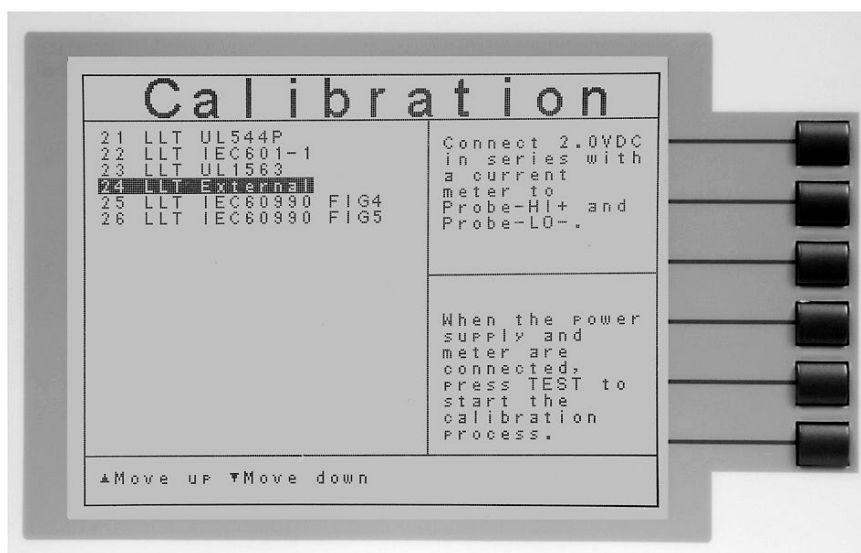 Calibration
21 LLT UL544P
22 LLT IEC601-1
23 LLT UL1563
24 LLT External
25 LLT IEC60990 FIG4
26 LLT IEC60990 FIG5
Connect 2.0VDC
in series with
a current
meter to
Probe-HI+ and
Probe-LO-.
When the power
supply and
meter are
connected,
press TEST to
start the
calibration
process.
▲Move up ▼Move down